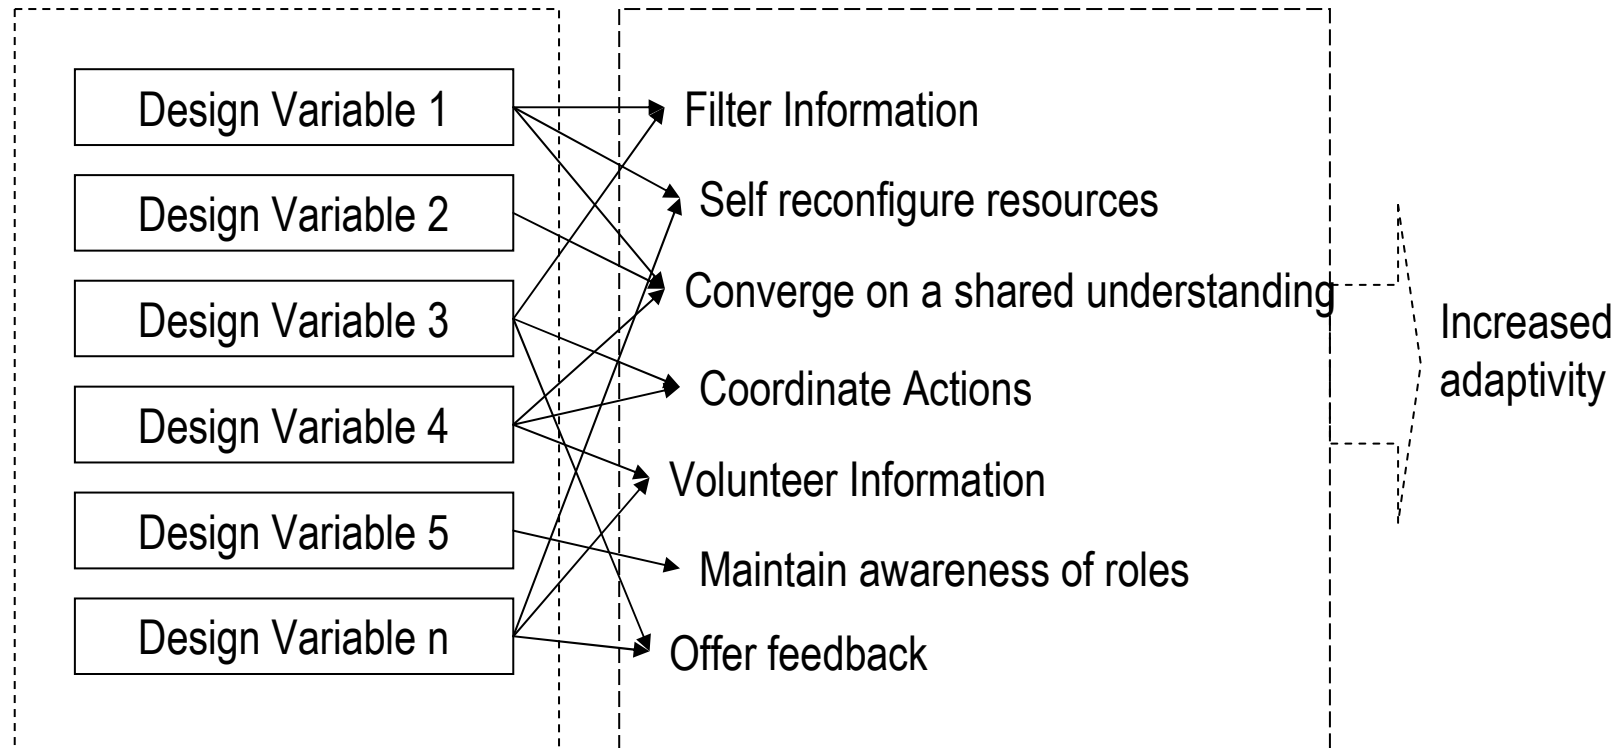 Design Variable 1
Design Variable 2
Design Variable 3
Design Variable 4
Design Variable 5
Design Variable n
Filter Information
Self reconfigure resources
Converge on a shared understanding
Coordinate Actions
Volunteer Information
Maintain awareness of roles
Offer feedback
Increased
adaptivity